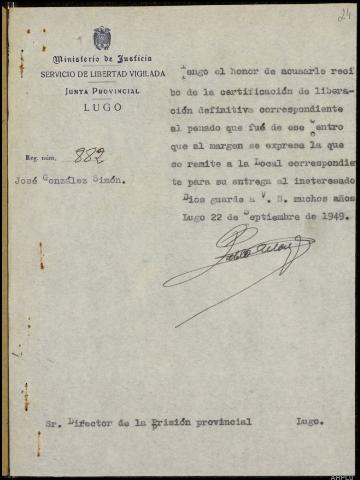 24
Ministerio de Justicia
SERVICIO DE LIBERTAD VIGILADA
JUNTA PROVINCIAL
LUGO
Reg. núm. 882
José González Simón.
Tengo el honor de acusarle reci
bo de la certificación de libera-
ción definitiva correspondiente
al penado que fué de ese Centro
que al margen se expresa la que
se remite a la Local correspondie
te para su entrega al ineteresado
Dios guarde a V. S. muchos años
Lugo 22 de Septiembre de 1949.
Sr. Director de la Prisión provincial Lugo.
AHPLU